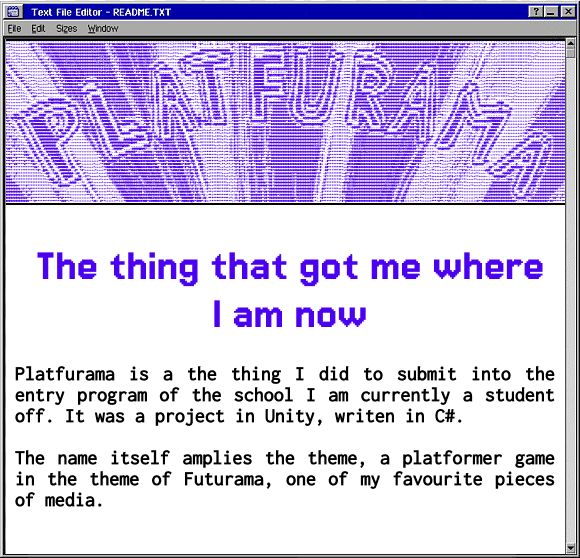 Text File Editor - README.TXT
File Edit Sizes Window
PLATFURAMA
The thing that got me where
I am now
Platfurama is a the thing I did to submit into the
entry program of the school I am currently a student
off. It was a project in Unity, writen in C#.
The name itself amplies the theme, a platformer game
in the theme of Futurama, one of my favourite pieces
of media.